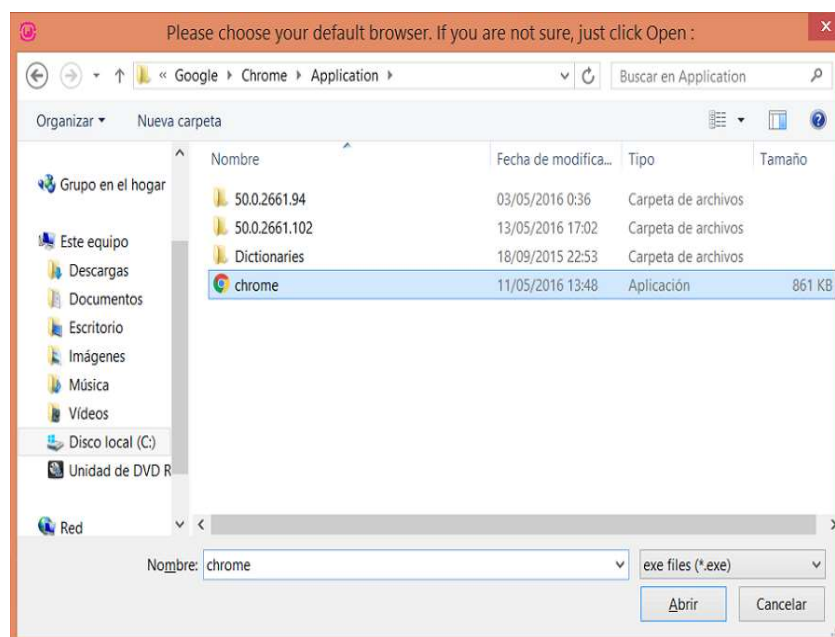 Please choose your default browser. If you are not sure, just click Open :
x
« Google Chrome Application
Buscar en Application
Organizar
Nueva carpeta
Nombre Fecha de modifica... Tipo Tamaño
Grupo en el hogar
Este equipo
Descargas
Documentos
Escritorio
Imágenes
Música
Vídeos
Disco local (C:)
Unidad de DVD R
Red
50.0.2661.94 03/05/2016 0:36 Carpeta de archivos
50.0.2661.102 13/05/2016 17:02 Carpeta de archivos
Dictionaries 18/09/2015 22:53 Carpeta de archivos
chrome 11/05/2016 13:48 Aplicación 861 KB
Nombre: chrome
exe files (*.exe)
Abrir Cancelar